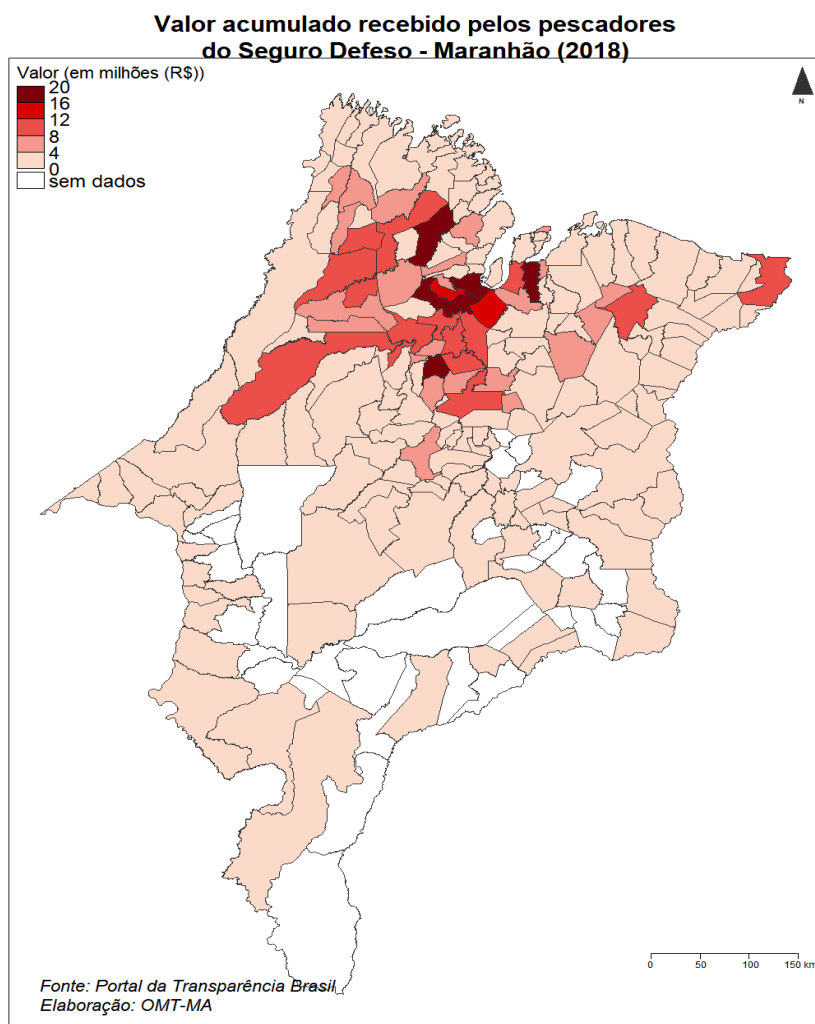 Valor acumulado recebido pelos pescadores
do Seguro Defeso - Maranhão (2018)
Valor (em milhões (R$))
20
16
12
8
4
0
sem dados
N
0 50 100 150 km
Fonte: Portal da Transparência Brasil
Elaboração: OMT-MA